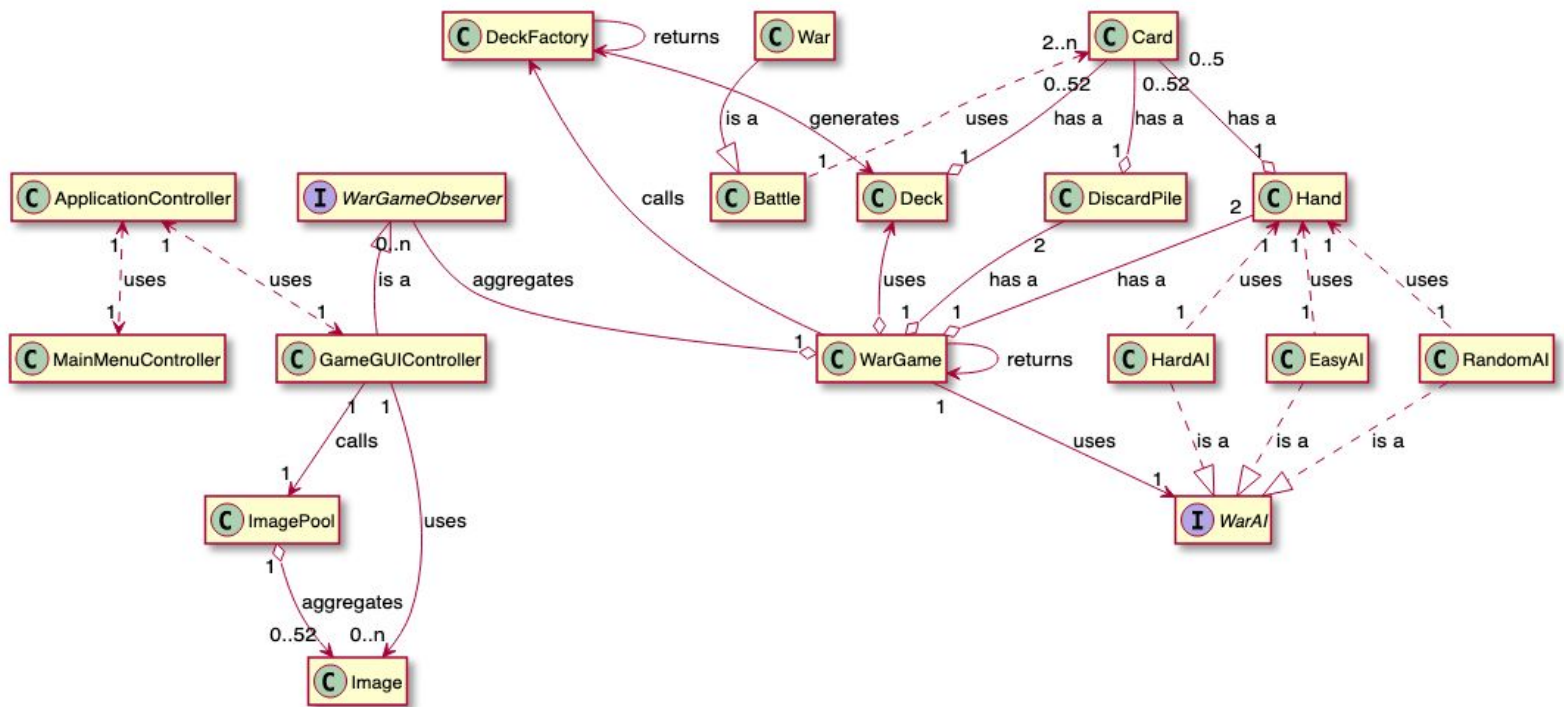 C DeckFactory
returns
C War
C Card
2..n
0..5
0..52
0..52
is a
generates
uses
has a
has a
has a
1
1
1
1
C ApplicationController
I WarGameObserver
calls
C Battle
C Deck
C DiscardPile
C Hand
2
1
1
0..n
2
1
1
1
uses
uses
is a
aggregates
uses
has a
has a
uses
uses
uses
1
1
1
1
1
1
1
1
C MainMenuController
C GameGUIController
C WarGame
returns
C HardAI
C EasyAI
C RandomAI
1
1
1
calls
uses
is a
is a
is a
1
1
C ImagePool
uses
I WarAI
1
aggregates
0..52
0..n
C Image